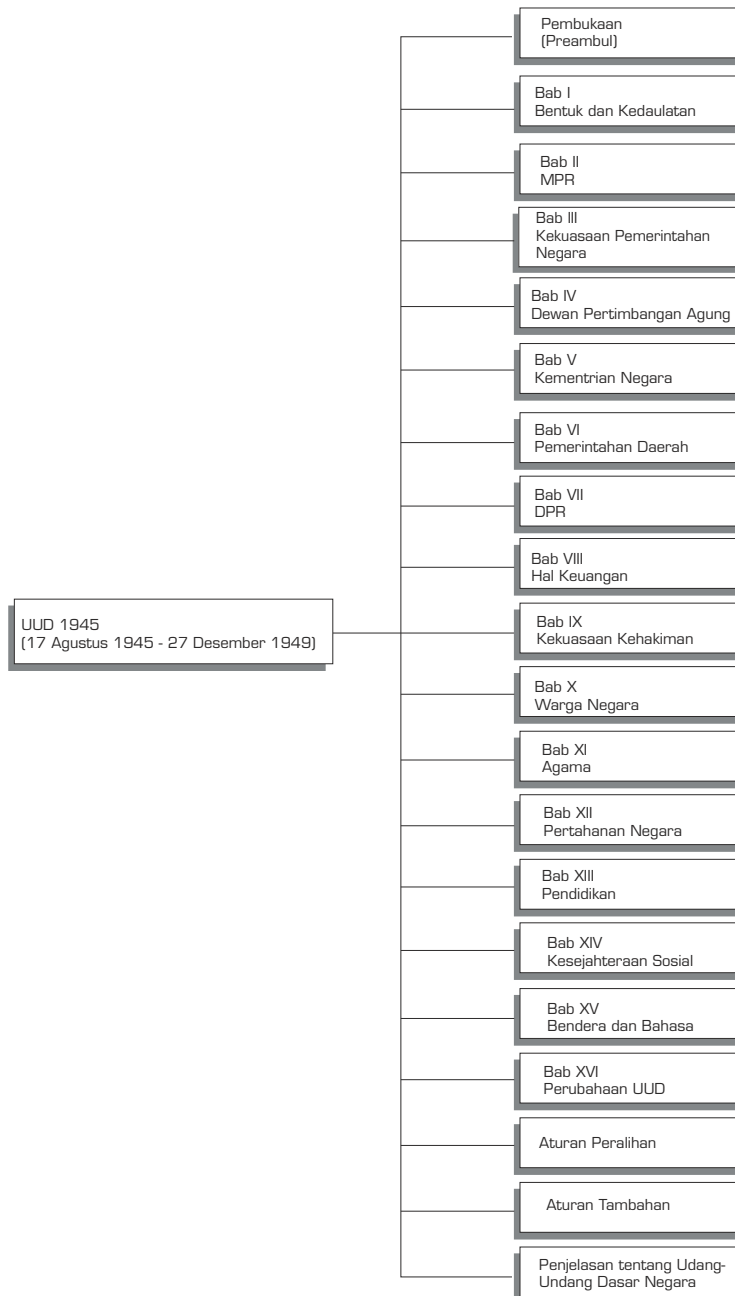 Pembukaan
(Preambul)
Bab I
Bentuk dan Kedaulatan
Bab II
MPR
Bab III
Kekuasaan Pemerintahan
Negara
Bab IV
Dewan Pertimbangan Agung
Bab V
Kementrian Negara
Bab VI
Pemerintahan Daerah
Bab VII
DPR
Bab VIII
Hal Keuangan
UUD 1945
(17 Agustus 1945 - 27 Desember 1949)
Bab IX
Kekuasaan Kehakiman
Bab X
Warga Negara
Bab XI
Agama
Bab XII
Pertahanan Negara
Bab XIII
Pendidikan
Bab XIV
Kesejahteraan Sosial
Bab XV
Bendera dan Bahasa
Bab XVI
Perubahaan UUD
Aturan Peralihan
Aturan Tambahan
Penjelasan tentang Udang-
Undang Dasar Negara